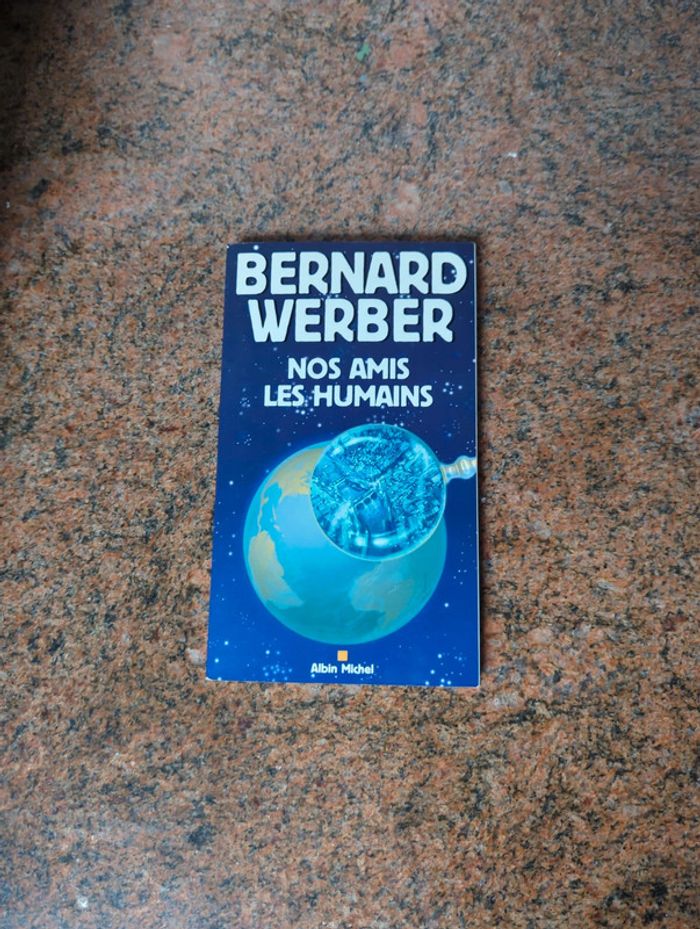 BERNARD
WERBER
NOS AMIS
LES HUMAINS
Albin Michel